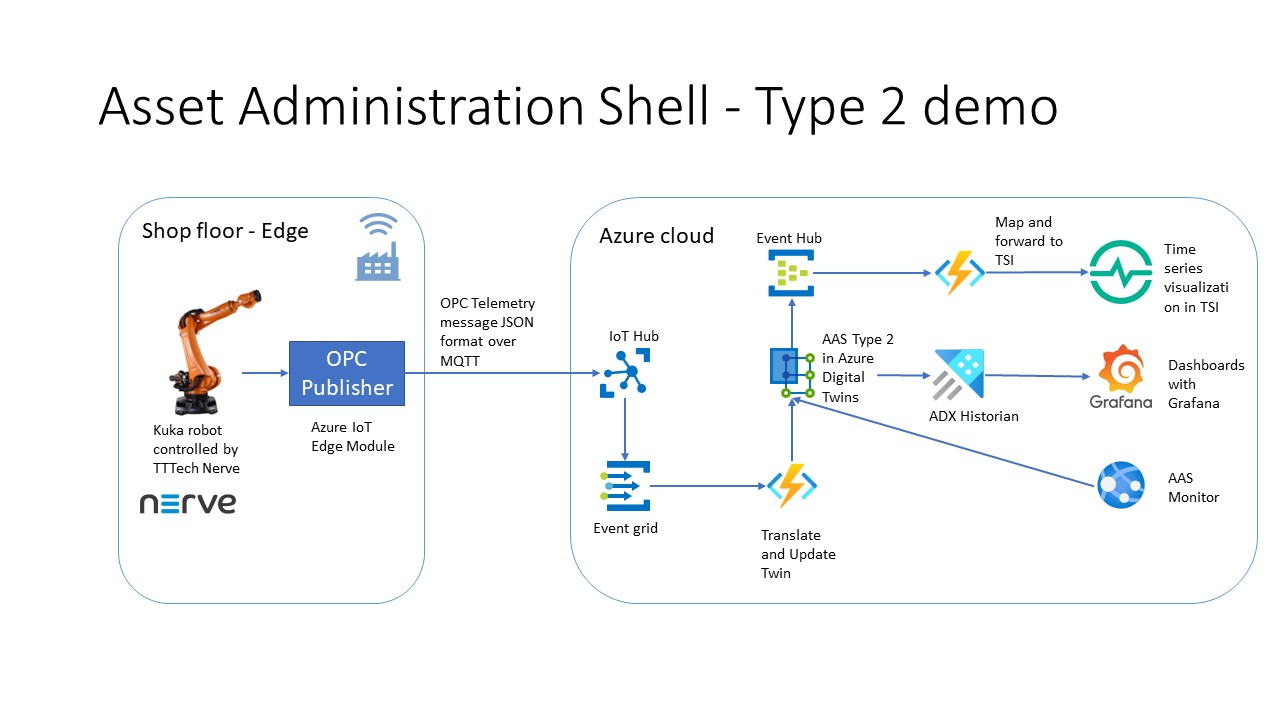 Asset Administration Shell - Type 2 demo
Shop floor - Edge
OPC
Publisher
Kuka robot
controlled by
TTTech Nerve
nerve
Azure IoT
Edge Module
OPC Telemetry
message JSON
format over
MQTT
Azure cloud
IoT Hub
Event grid
Event Hub
AAS Type 2
in Azure
Digital
Twins
Translate
and Update
Twin
Map and
forward to
TSI
Time
series
visualizati
on in TSI
ADX Historian
Grafana
Dashboards
with
Grafana
AAS
Monitor